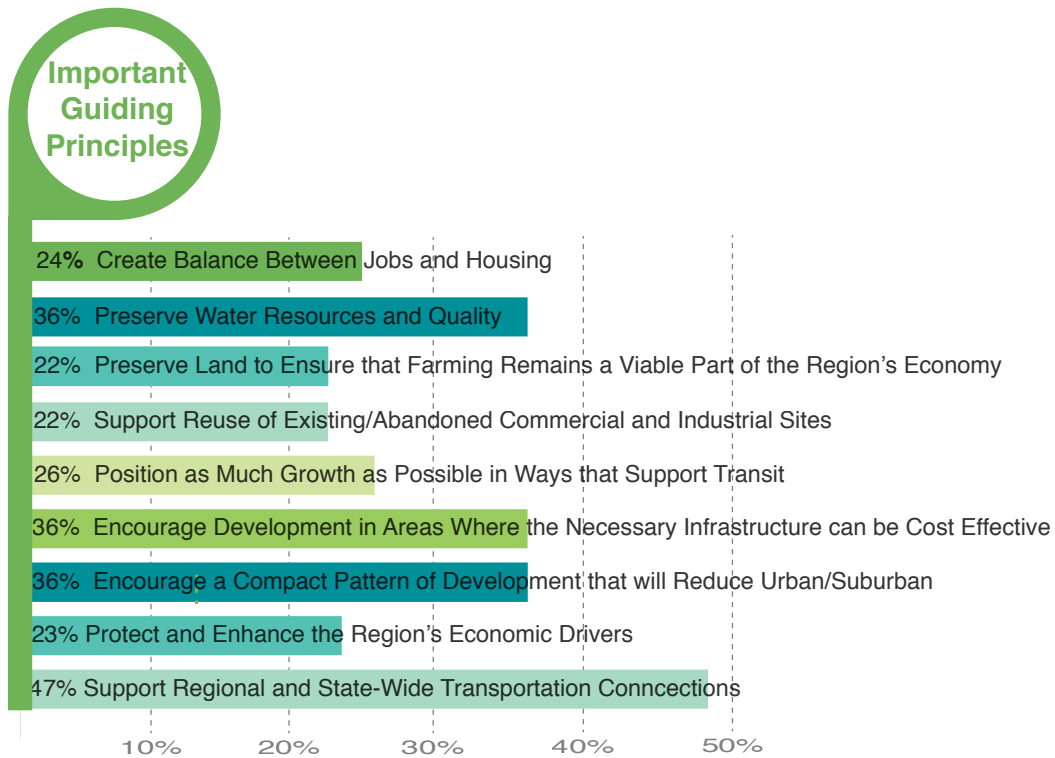 Important
Guiding
Principles
24% Create Balance Between Jobs and Housing
36% Preserve Water Resources and Quality
22% Preserve Land to Ensure that Farming Remains a Viable Part of the Region's Economy
22% Support Reuse of Existing/Abandoned Commercial and Industrial Sites
26% Position as Much Growth as Possible in Ways that Support Transit
36% Encourage Development in Areas Where the Necessary Infrastructure can be Cost Effective
36% Encourage a Compact Pattern of Development that will Reduce Urban/Suburban
23% Protect and Enhance the Region's Economic Drivers
47% Support Regional and State-Wide Transportation Conncections
10% 20% 30% 40% 50%